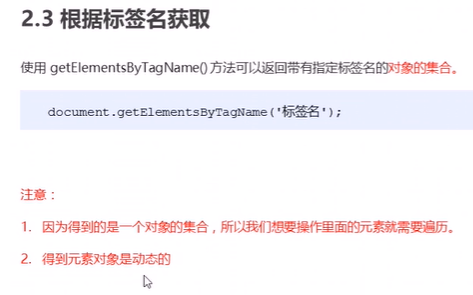 2.3 根据标签名获取
使用 getElementsByTagName() 方法可以返回带有指定标签名的对象的集合。
document.getElementsByTagName('标签名');
注意：
1. 因为得到的是一个对象的集合，所以我们想要操作里面的元素就需要遍历。
2. 得到元素对象是动态的